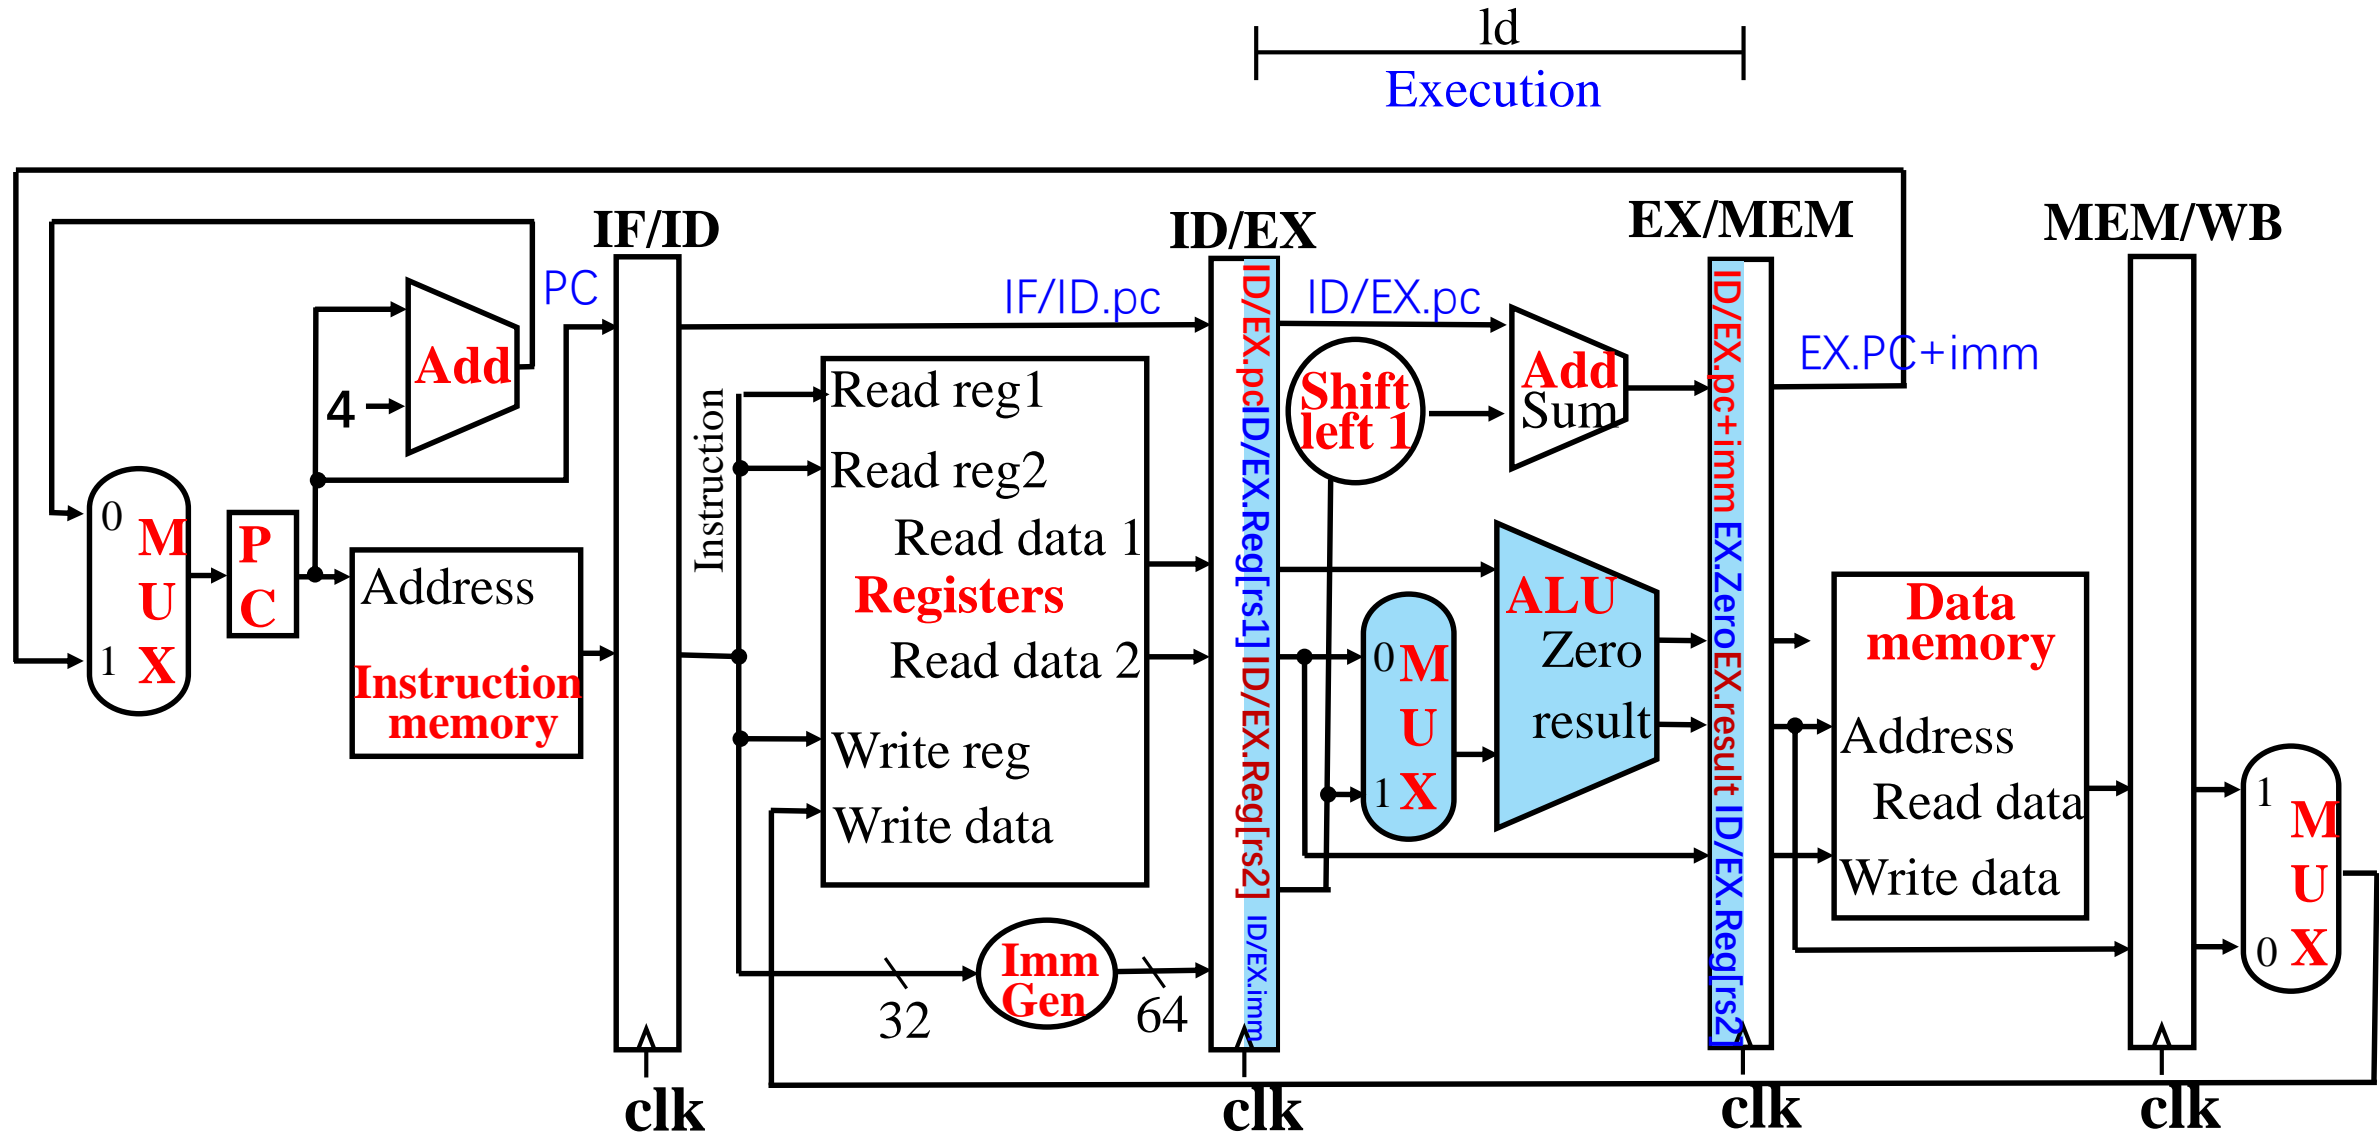 ld
Execution
IF/ID
ID/EX
EX/MEM
MEM/WB
PC
IF/ID.pc
ID/EX.pc
EX.PC+imm
Add
4
0
M
U
X
1
P
C
Address
Instruction
memory
Instruction
Read reg1
Read reg2
Read data 1
Registers
Read data 2
Write reg
Write data
32
Imm
Gen
64
ID/EX.pc
ID/EX.Reg[rs1]
ID/EX.Reg[rs2]
ID/EX.imm
Shift
left 1
Add
Sum
0
M
U
X
1
ALU
Zero
result
ID/EX.pc+imm
EX.Zero
EX.result
ID/EX.Reg[rs2]
Data
memory
Address
Read data
Write data
1
M
U
X
0
clk
clk
clk
clk